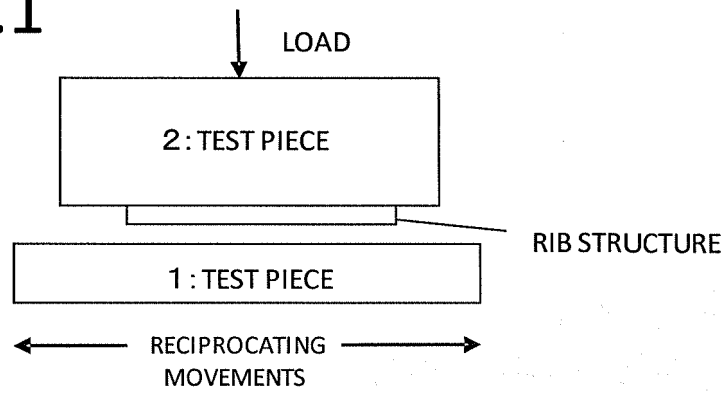 LOAD
2 : TEST PIECE
RIB STRUCTURE
1 : TEST PIECE
RECIPROCATING
MOVEMENTS